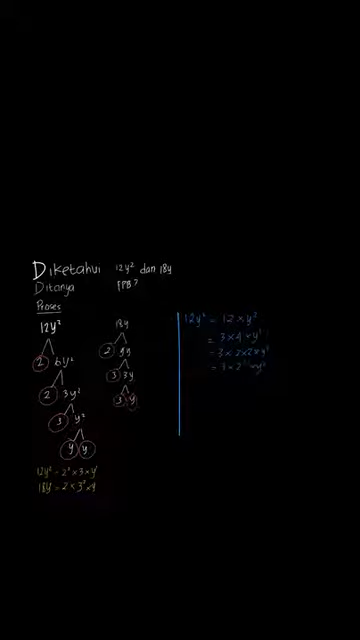 Diketahui 12y² dan 18y
Ditanya FPB?
Proses
12y²
2 6y²
2 3y²
3 y²
y y
18y
2 9y
3 3y
3 y
12y² = 2² × 3 × y²
18y = 2 × 3² × y
12y² = 12 × y²
= 3 × 4 × y²
= 3 × 2 × 2 × y²
= 3 × 2² × y²